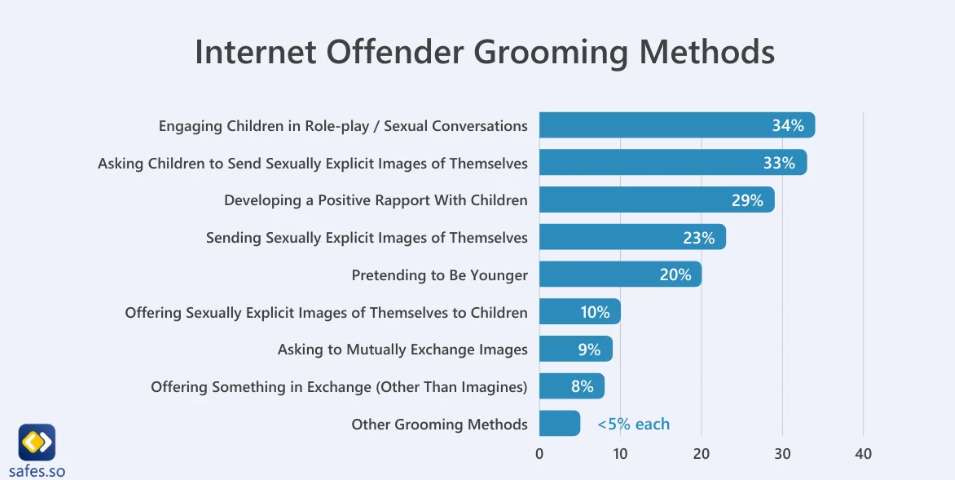 Internet Offender Grooming Methods
Engaging Children in Role-play / Sexual Conversations 34%
Asking Children to Send Sexually Explicit Images of Themselves 33%
Developing a Positive Rapport With Children 29%
Sending Sexually Explicit Images of Themselves 23%
Pretending to Be Younger 20%
Offering Sexually Explicit Images of Themselves to Children 10%
Asking to Mutually Exchange Images 9%
Offering Something in Exchange (Other Than Imagines) 8%
Other Grooming Methods <5% each
0 10 20 30 40
safes.so